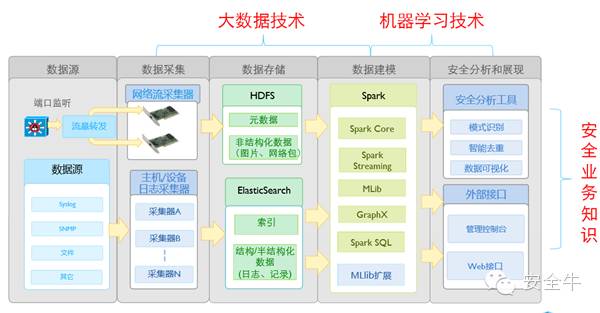 大数据技术
机器学习技术
数据源
数据采集
数据存储
数据建模
安全分析和展现
端口监听
流量转发
数据源
Syslog
SNMP
文件
其它
网络流采集器
主机/设备
日志采集器
采集器A
采集器B
采集器N
HDFS
元数据
非结构化数据
(图片、网络包)
ElasticSearch
索引
结构/半结构化
数据
(日志、记录)
Spark
Spark Core
Spark
Streaming
MLib
GraphX
Spark SQL
MLlib扩展
安全分析工具
模式识别
智能去重
数据可视化
外部接口
管理控制台
Web接口
安全业务知识
安全牛